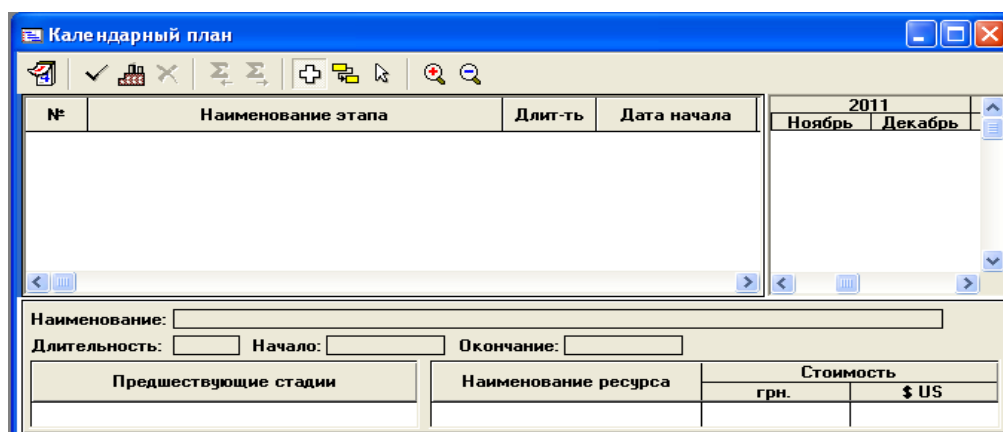 Календарный план
№ Наименование этапа Длит-ть Дата начала
2011
Ноябрь Декабрь
Наименование:
Длительность: Начало: Окончание:
Предшествующие стадии Наименование ресурса Стоимость
грн. $ US